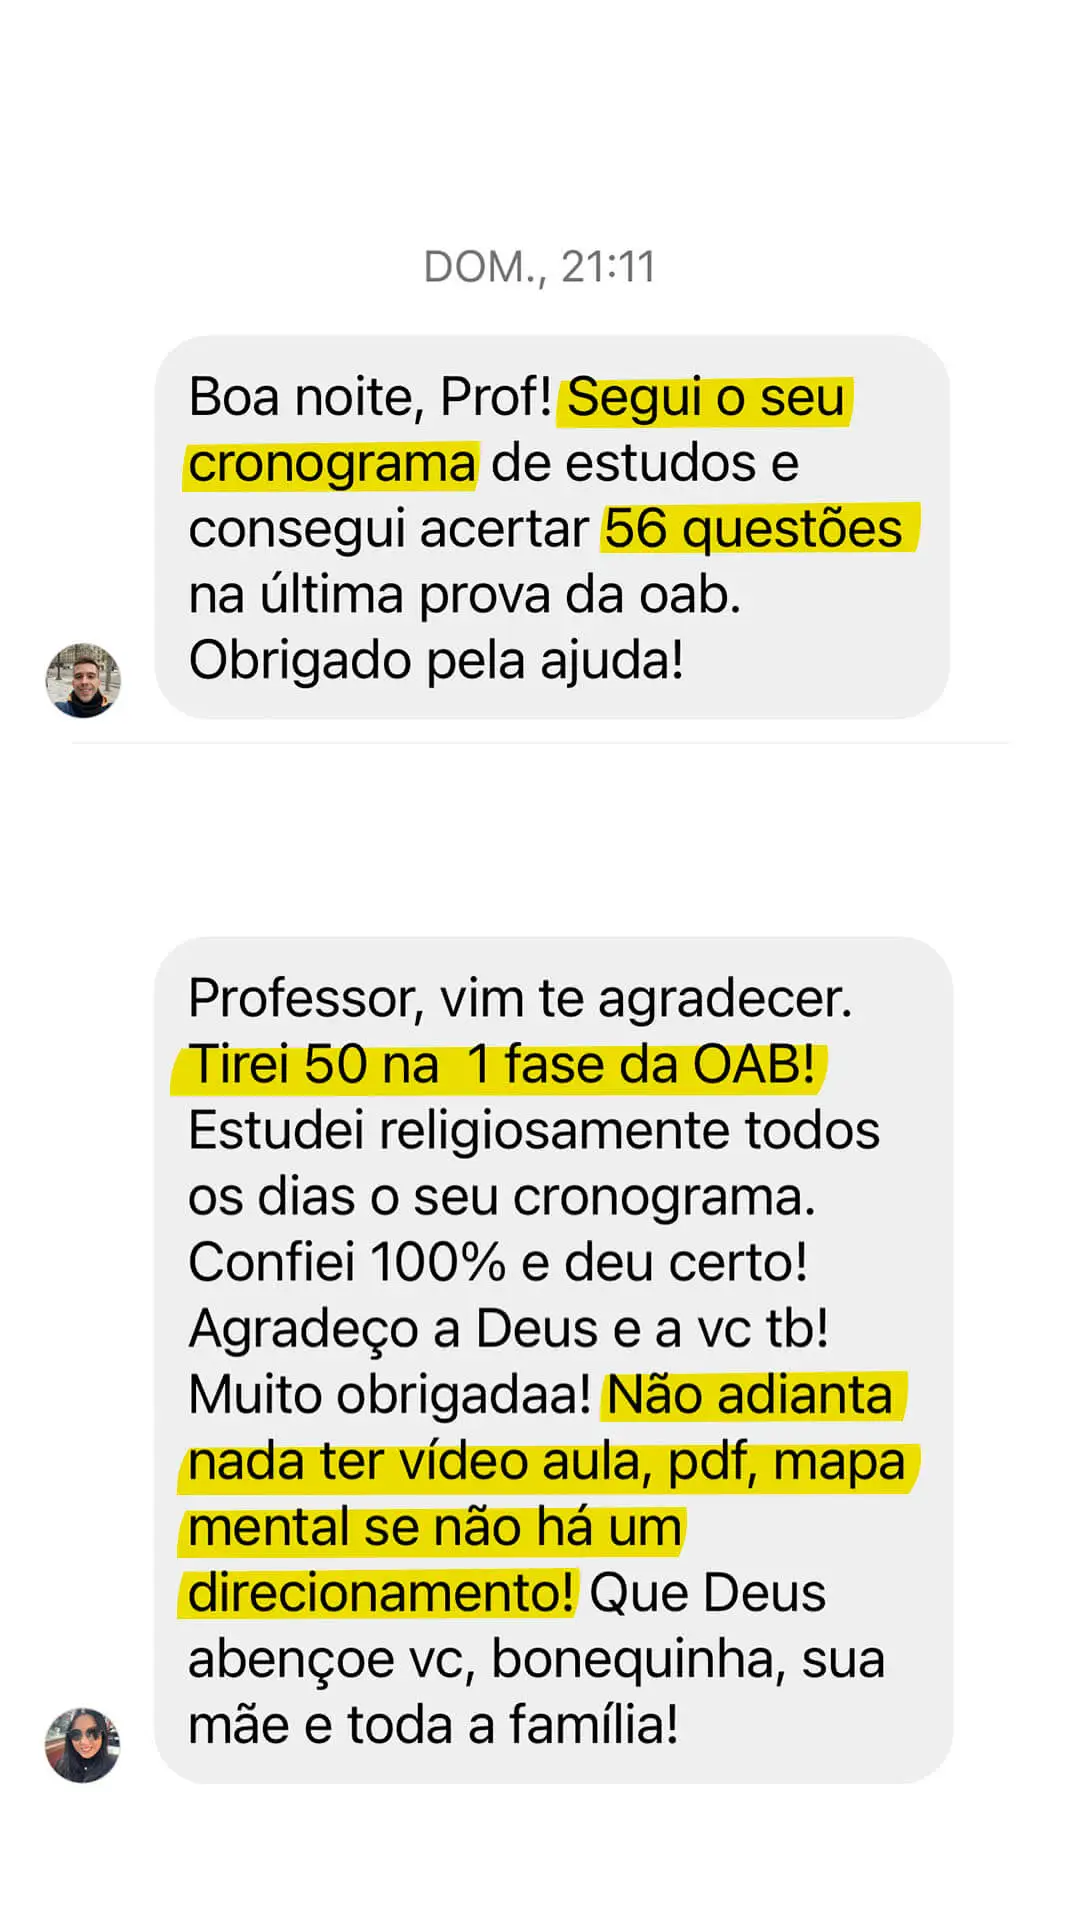 DOM., 21:11
Boa noite, Prof! Segui o seu
cronograma de estudos e
consegui acertar 56 questões
na última prova da oab.
Obrigado pela ajuda!
Professor, vim te agradecer.
Tirei 50 na 1 fase da OAB!
Estudei religiosamente todos
os dias o seu cronograma.
Confiei 100% e deu certo!
Agradeço a Deus e a vc tb!
Muito obrigadaa! Não adianta
nada ter vídeo aula, pdf, mapa
mental se não há um
direcionamento! Que Deus
abençoe vc, bonequinha, sua
mãe e toda a família!